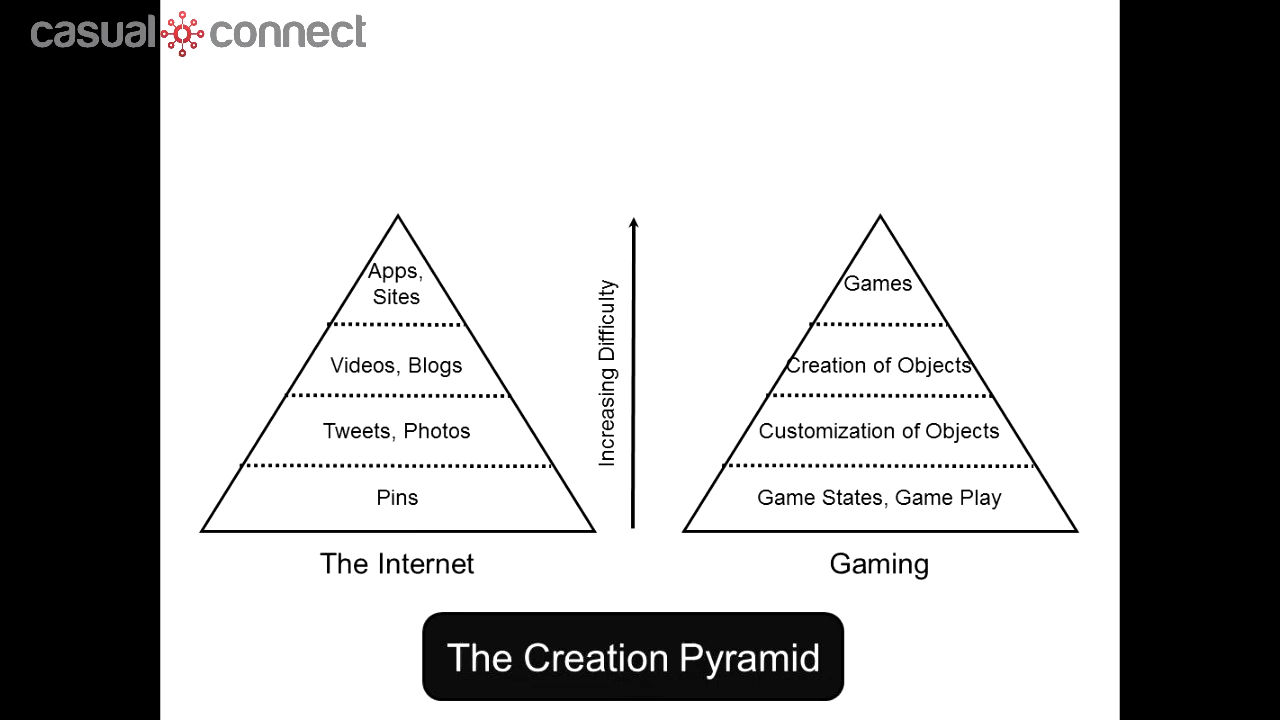 casual connect
Apps,
Sites
Videos, Blogs
Tweets, Photos
Pins
The Internet
Increasing Difficulty
Games
Creation of Objects
Customization of Objects
Game States, Game Play
Gaming
The Creation Pyramid